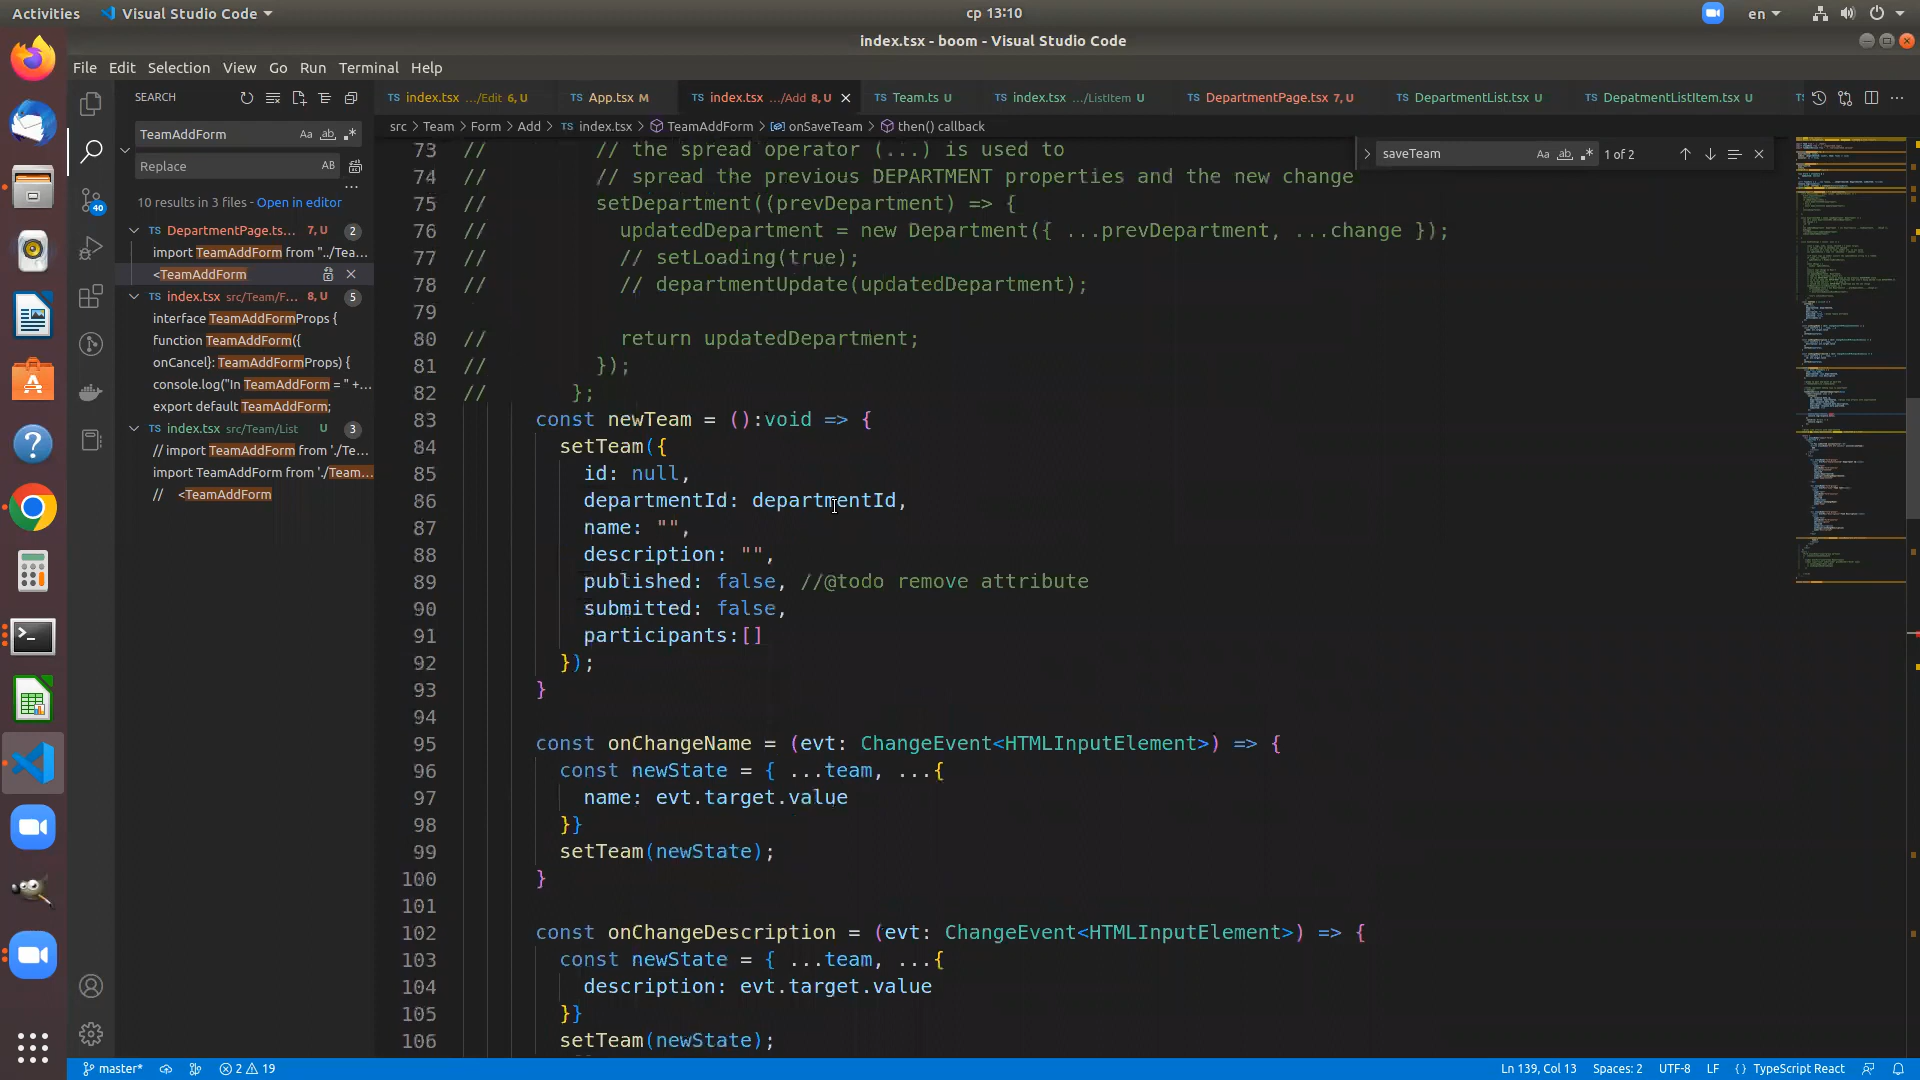 Activities
Visual Studio Code
ср 13:10
en
index.tsx - boom - Visual Studio Code
File Edit Selection View Go Run Terminal Help
SEARCH
index.tsx .../Edit 6, U
App.tsx M
index.tsx .../Add 8, U
Team.ts U
index.tsx .../ListItem U
DepartmentPage.tsx 7, U
DepartmentList.tsx U
DepatmentListItem.tsx U
TeamAddForm
Replace
src > Team > Form > Add > index.tsx > TeamAddForm > onSaveTeam > then() callback
saveTeam
1 of 2
10 results in 3 files - Open in editor
DepartmentPage.ts... 7, U 2
import TeamAddForm from "../Tea...
<TeamAddForm
index.tsx src/Team/F... 8, U 5
interface TeamAddFormProps {
function TeamAddForm({
onCancel}: TeamAddFormProps) {
console.log("In TeamAddForm = " +...
export default TeamAddForm;
index.tsx src/Team/List U 3
// import TeamAddForm from './Te...
import TeamAddForm from './Team...
// <TeamAddForm
40
73 // // the spread operator (...) is used to
74 // // spread the previous DEPARTMENT properties and the new change
75 // setDepartment((prevDepartment) => {
76 // updatedDepartment = new Department({ ...prevDepartment, ...change });
77 // // setLoading(true);
78 // // departmentUpdate(updatedDepartment);
79
80 // return updatedDepartment;
81 // });
82 // };
83 const newTeam = ():void => {
84 setTeam({
85 id: null,
86 departmentId: departmentId,
87 name: "",
88 description: "",
89 published: false, //@todo remove attribute
90 submitted: false,
91 participants:[]
92 });
93 }
94
95 const onChangeName = (evt: ChangeEvent<HTMLInputElement>) => {
96 const newState = { ...team, ...{
97 name: evt.target.value
98 }}
99 setTeam(newState);
100 }
101
102 const onChangeDescription = (evt: ChangeEvent<HTMLInputElement>) => {
103 const newState = { ...team, ...{
104 description: evt.target.value
105 }}
106 setTeam(newState);
master*
2 19
Ln 139, Col 13
Spaces: 2
UTF-8
LF
TypeScript React